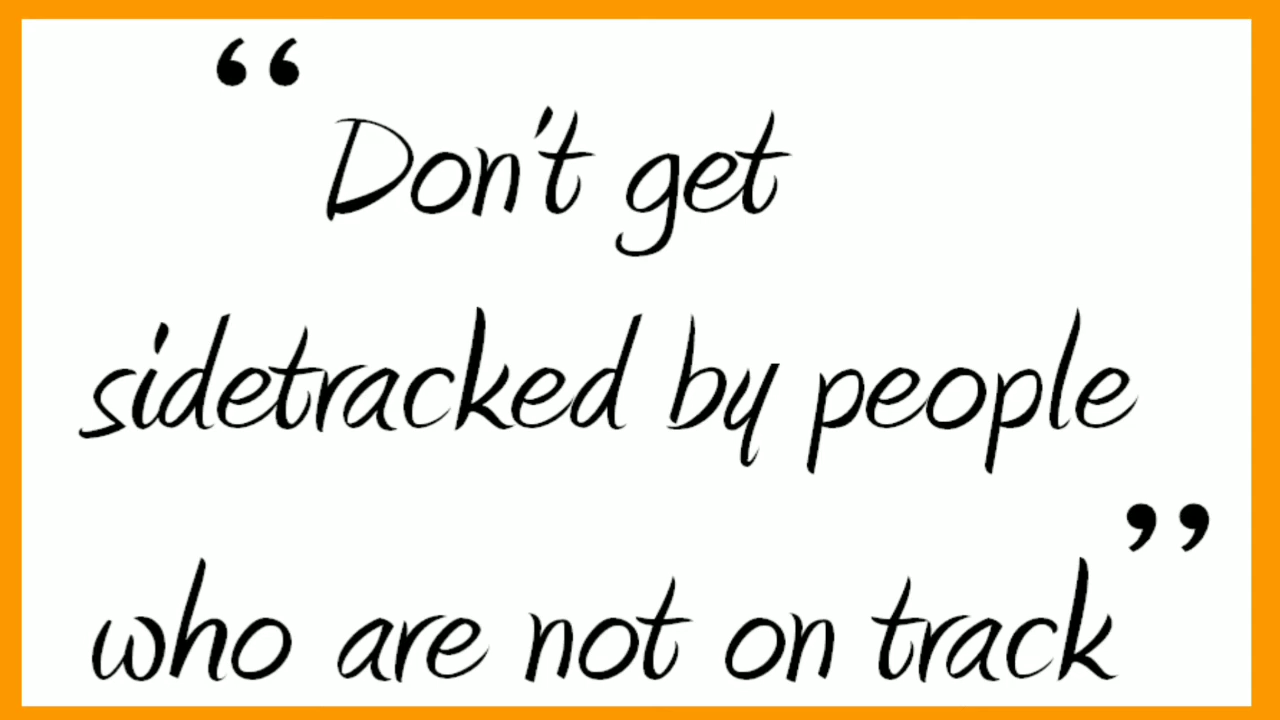 “Don't get
sidetracked by people
who are not on track”